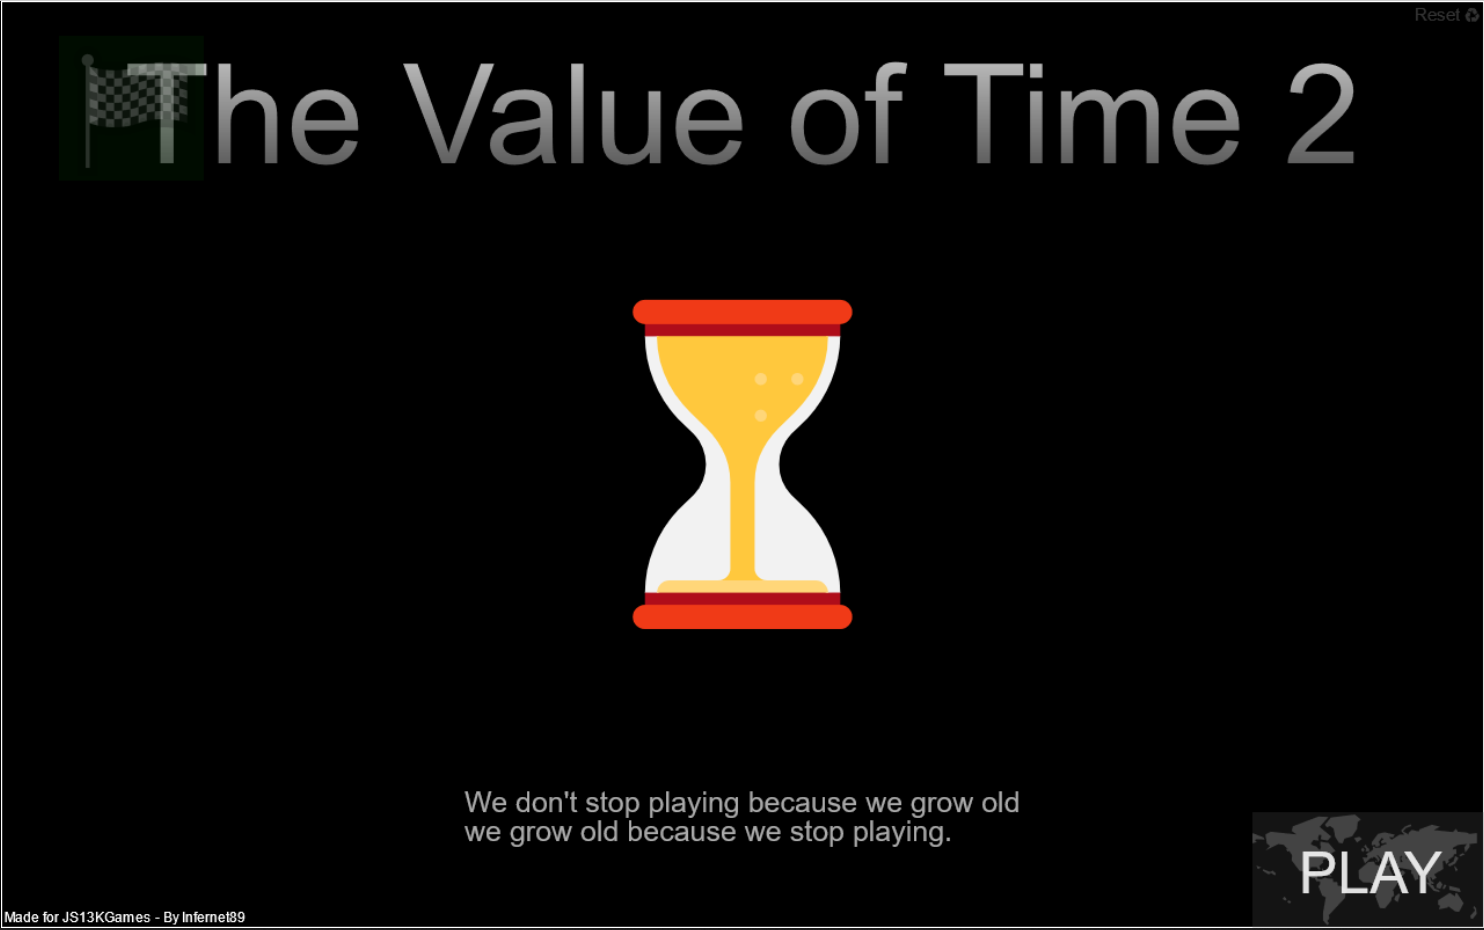 Reset
The Value of Time 2
We don't stop playing because we grow old
we grow old because we stop playing.
PLAY
Made for JS13KGames - By Infernet89